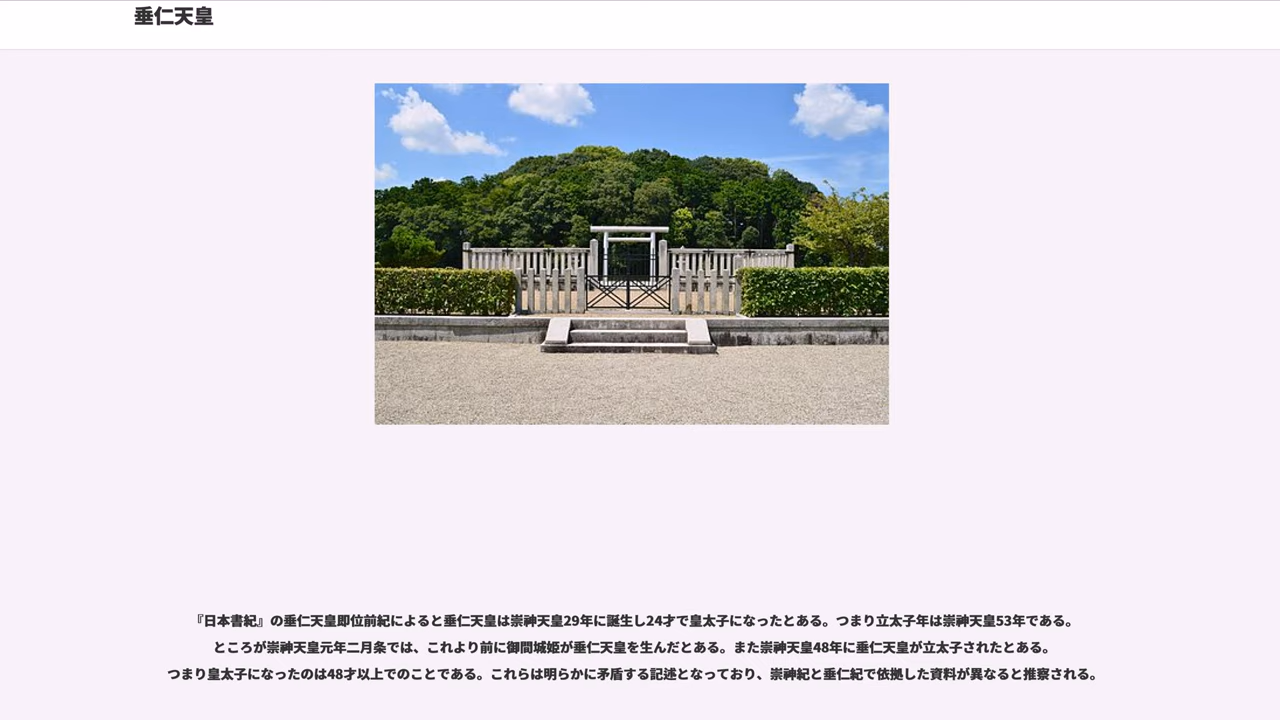 垂仁天皇
『日本書紀』の垂仁天皇即位前紀によると垂仁天皇は崇神天皇29年に誕生し24才で皇太子になったとある。つまり立太子年は崇神天皇53年である。
ところが崇神天皇元年二月条では、これより前に御間城姫が垂仁天皇を生んだとある。また崇神天皇48年に垂仁天皇が立太子されたとある。
つまり皇太子になったのは48才以上でのことである。これらは明らかに矛盾する記述となっており、崇神紀と垂仁紀で依拠した資料が異なると推察される。